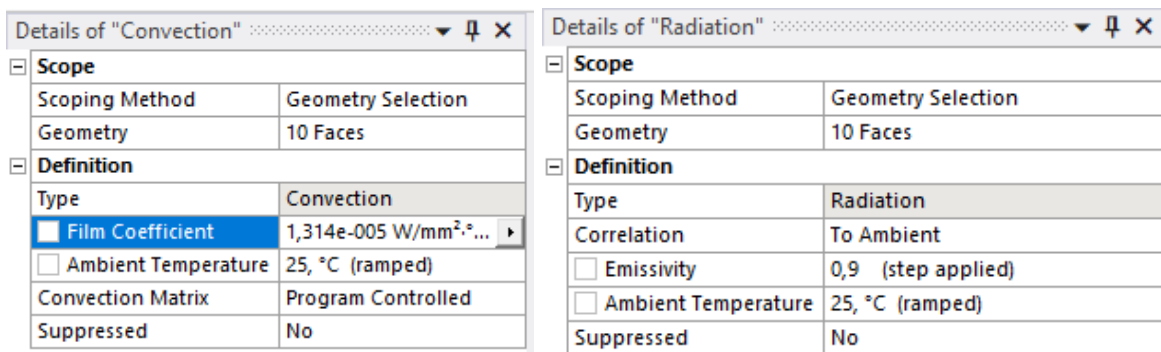 Details of "Convection"
Scope
Scoping Method Geometry Selection
Geometry 10 Faces
Definition
Type Convection
Film Coefficient 1,314e-005 W/mm²·°...
Ambient Temperature 25, °C (ramped)
Convection Matrix Program Controlled
Suppressed No
Details of "Radiation"
Scope
Scoping Method Geometry Selection
Geometry 10 Faces
Definition
Type Radiation
Correlation To Ambient
Emissivity 0,9 (step applied)
Ambient Temperature 25, °C (ramped)
Suppressed No